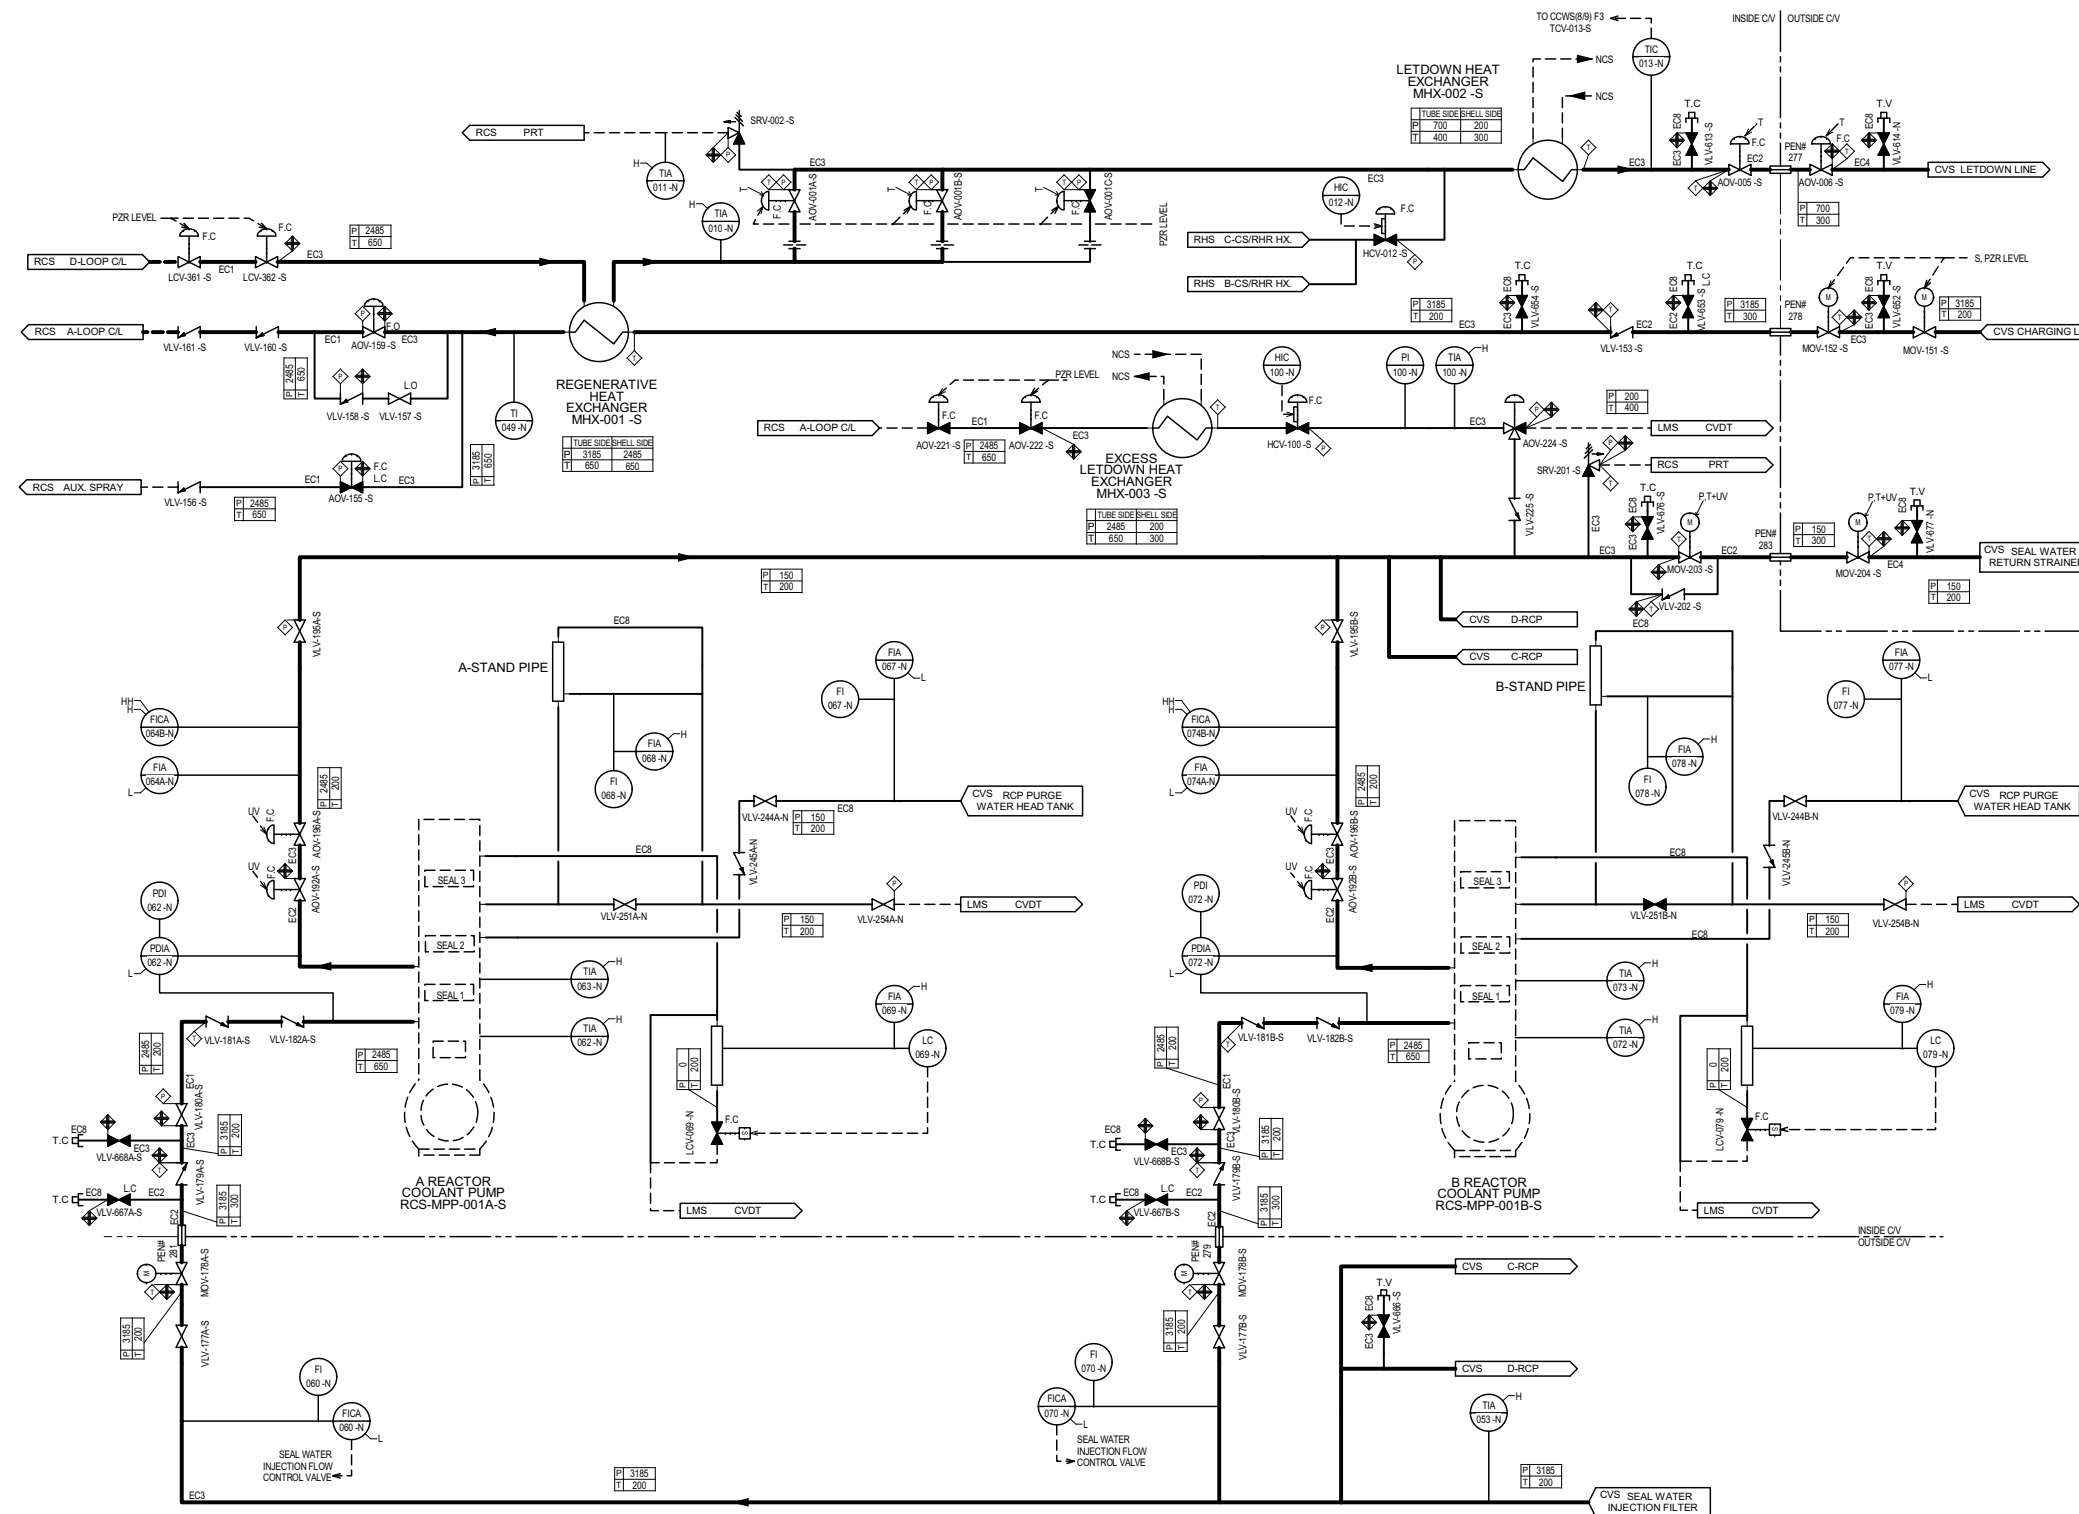 TO CCWS(8/9) F3
TCV-013-S
TIC
013 -N
INSIDE C/V
OUTSIDE C/V
NCS
NCS
LETDOWN HEAT
EXCHANGER
MHX-002 -S
TUBE SIDE SHELL SIDE
P 700 200
T 400 300
RCS PRT
SRV-002 -S
P
H
TIA
011 -N
EC3
T P
T P
T P
T
T
T
F.C
F.C
F.C
AOV-001A-S
AOV-001B-S
AOV-001C-S
PZR LEVEL
H
TIA
010 -N
HIC
012 -N
F.C
EC3
HCV-012 -S
P
RHS C-CS/RHR HX.
RHS B-CS/RHR HX.
T
EC3
T.C
EC8
EC3
VLV-613 -S
T
F.C
EC2
AOV-005 -S
T
PEN#
277
T
F.C
T
AOV-006 -S
EC4
T.V
EC8
VLV-614 -N
CVS LETDOWN LINE
P 700
T 300
PZR LEVEL
F.C
F.C
P 2485
T 650
RCS D-LOOP C/L
LCV-361 -S
EC1
LCV-362 -S
EC3
RCS A-LOOP C/L
VLV-161 -S
VLV-160 -S
EC1
P
F.O
AOV-159 -S
EC3
P 2485
T 650
P
L.O
VLV-158 -S
VLV-157 -S
TI
049 -N
T
REGENERATIVE
HEAT
EXCHANGER
MHX-001 -S
TUBE SIDE SHELL SIDE
P 3185 2485
T 650 650
P 3185
T 650
RCS AUX. SPRAY
VLV-156 -S
P 2485
T 650
EC1
P
F.C
L.C
AOV-155 -S
EC3
P 3185
T 200
EC3
T.C
EC8
VLV-654 -S
T
VLV-153 -S
EC2
T.C
EC8
L.C
EC2
VLV-653 -S
P 3185
T 300
PEN#
278
S, PZR LEVEL
M
T
MOV-152 -S
EC3
T.V
EC8
EC3
VLV-652 -S
M
MOV-151 -S
P 3185
T 200
CVS CHARGING L
NCS
NCS
PZR LEVEL
F.C
F.C
RCS A-LOOP C/L
AOV-221 -S
EC1
P 2485
T 650
AOV-222 -S
EC3
T
EXCESS
LETDOWN HEAT
EXCHANGER
MHX-003 -S
TUBE SIDE SHELL SIDE
P 2485 200
T 650 300
HIC
100 -N
F.C
HCV-100 -S
P
PI
100 -N
TIA
100 -N
H
EC3
P
AOV-224 -S
P 200
T 400
LMS CVDT
RCS PRT
SRV-201 -S
P
T
VLV-225 -S
EC3
T.C
EC8
EC3
VLV-676 -S
EC3
P,T+UV
M
T
MOV-203 -S
EC2
T
VLV-202 -S
EC8
PEN#
283
P 150
T 300
P,T+UV
M
T
MOV-204 -S
T.V
EC8
VLV-677 -N
EC4
CVS SEAL WATER
RETURN STRAINE
P 150
T 200
P 150
T 200
CVS D-RCP
CVS C-RCP
P
VLV-195A-S
HH
H
FICA
064B-N
FIA
064A-N
L
P 2485
T 200
UV
F.C
AOV-196A-S
EC3
UV
F.C
AOV-192A-S
EC2
PDI
062 -N
PDIA
062 -N
L
A-STAND PIPE
EC8
FIA
068 -N
H
FI
068 -N
FIA
067 -N
L
FI
067 -N
CVS RCP PURGE
WATER HEAD TANK
VLV-244A-N
EC8
P 150
T 200
VLV-245A-N
EC8
VLV-251A-N
P
VLV-254A-N
LMS CVDT
P 150
T 200
SEAL 3
SEAL 2
SEAL 1
TIA
063 -N
H
TIA
062 -N
H
FIA
069 -N
H
LC
069 -N
P 0
T 200
F.C
S
LCV-069 -N
LMS CVDT
A REACTOR
COOLANT PUMP
RCS-MPP-001A-S
T
VLV-181A-S
VLV-182A-S
P 2485
T 650
P 2485
T 200
EC1
P
VLV-180A-S
EC3
P 3185
T 200
T.C
EC8
VLV-668A-S
EC3
T
VLV-179A-S
T.C
EC8
L.C
EC2
VLV-667A-S
EC2
P 3185
T 300
PEN#
281
M
T
MOV-178A-S
P 3185
T 200
VLV-177A-S
FI
060 -N
FICA
060 -N
L
SEAL WATER
INJECTION FLOW
CONTROL VALVE
EC3
P 3185
T 200
P
VLV-195B-S
HH
H
FICA
074B-N
FIA
074A-N
L
P 2485
T 200
UV
F.C
AOV-196B-S
EC3
UV
F.C
AOV-192B-S
EC2
PDI
072 -N
PDIA
072 -N
L
B-STAND PIPE
FIA
078 -N
H
FI
078 -N
FIA
077 -N
L
FI
077 -N
CVS RCP PURGE
WATER HEAD TANK
VLV-244B-N
VLV-245B-N
EC8
VLV-251B-N
P
VLV-254B-N
LMS CVDT
P 150
T 200
EC8
SEAL 3
SEAL 2
SEAL 1
TIA
073 -N
H
TIA
072 -N
H
FIA
079 -N
H
LC
079 -N
P 0
T 200
F.C
S
LCV-079 -N
LMS CVDT
B REACTOR
COOLANT PUMP
RCS-MPP-001B-S
T
VLV-181B-S
VLV-182B-S
P 2485
T 650
P 2485
T 200
EC1
P
VLV-180B-S
EC3
P 3185
T 200
T.C
EC8
VLV-668B-S
EC3
T
VLV-179B-S
T.C
EC8
L.C
EC2
VLV-667B-S
EC2
P 3185
T 300
INSIDE C/V
OUTSIDE C/V
PEN#
279
M
T
MOV-178B-S
P 3185
T 200
VLV-177B-S
FI
070 -N
FICA
070 -N
L
SEAL WATER
INJECTION FLOW
CONTROL VALVE
CVS C-RCP
T.V
EC8
EC3
VLV-666 -S
CVS D-RCP
TIA
053 -N
H
P 3185
T 200
CVS SEAL WATER
INJECTION FILTER